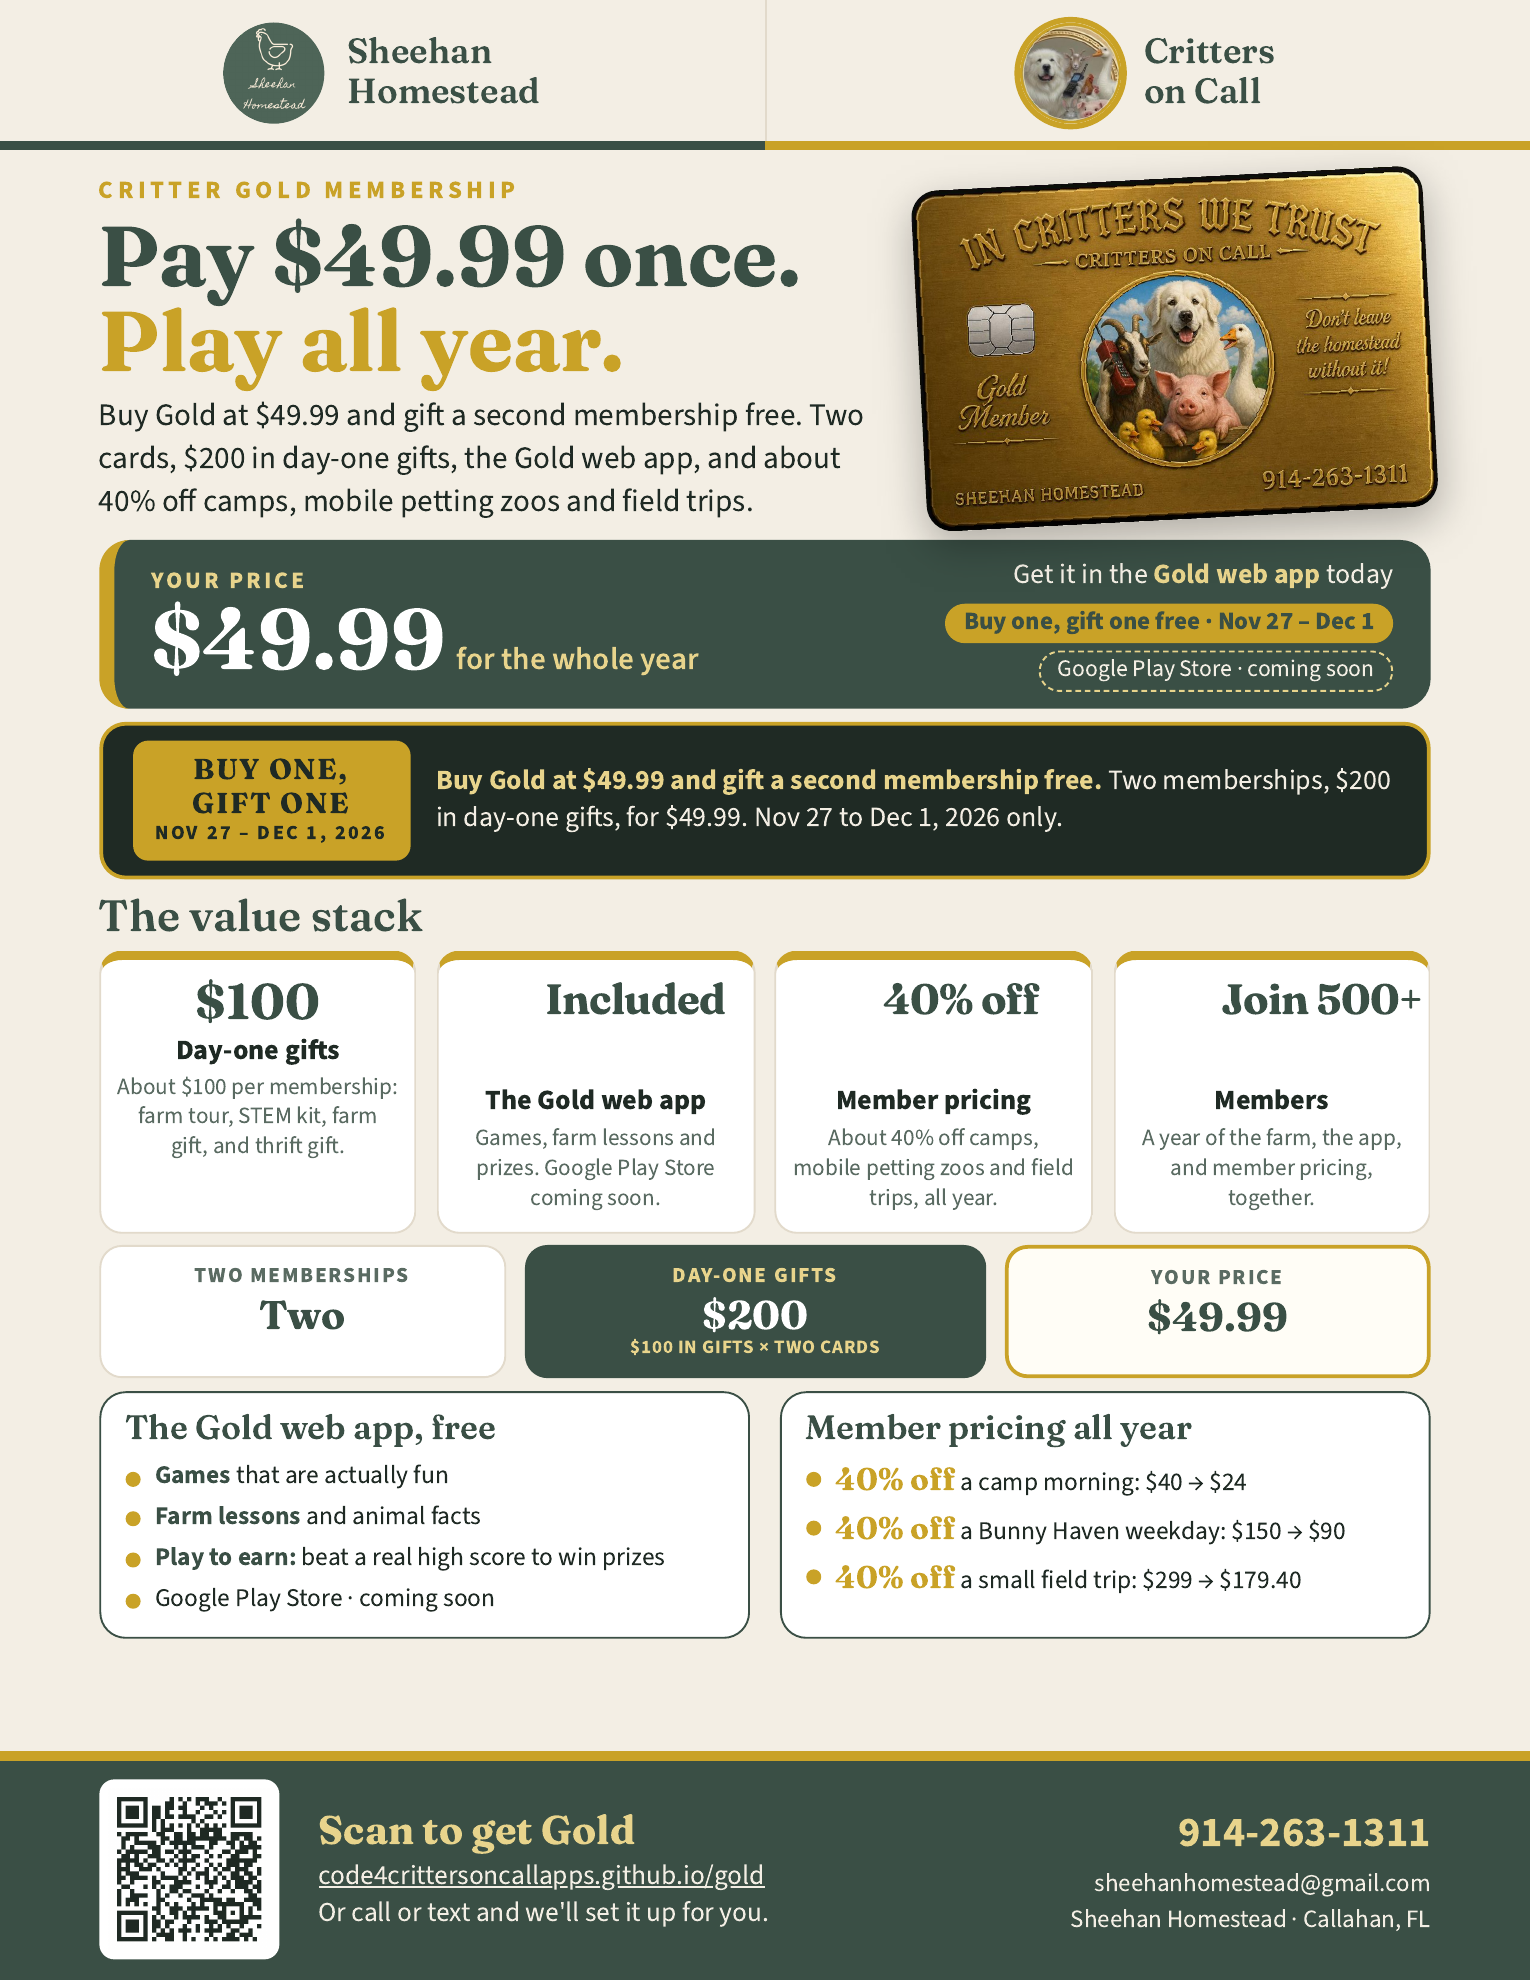 Sheehan
Homestead
Sheehan
Homestead
Critters
on Call
CRITTER GOLD MEMBERSHIP
Pay $49.99 once.
Play all year.
Buy Gold at $49.99 and gift a second membership free. Two
cards, $200 in day-one gifts, the Gold web app, and about
40% off camps, mobile petting zoos and field trips.
IN CRITTERS WE TRUST
CRITTERS ON CALL
Don't leave
the homestead
without it!
Gold
Member
SHEEHAN HOMESTEAD
914-263-1311
YOUR PRICE
$49.99 for the whole year
Get it in the Gold web app today
Buy one, gift one free · Nov 27 – Dec 1
Google Play Store · coming soon
BUY ONE,
GIFT ONE
NOV 27 – DEC 1, 2026
Buy Gold at $49.99 and gift a second membership free. Two memberships, $200
in day-one gifts, for $49.99. Nov 27 to Dec 1, 2026 only.
The value stack
$100
Day-one gifts
About $100 per membership:
farm tour, STEM kit, farm
gift, and thrift gift.
Included
The Gold web app
Games, farm lessons and
prizes. Google Play Store
coming soon.
40% off
Member pricing
About 40% off camps,
mobile petting zoos and field
trips, all year.
Join 500+
Members
A year of the farm, the app,
and member pricing,
together.
TWO MEMBERSHIPS
Two
DAY-ONE GIFTS
$200
$100 IN GIFTS × TWO CARDS
YOUR PRICE
$49.99
The Gold web app, free
Games that are actually fun
Farm lessons and animal facts
Play to earn: beat a real high score to win prizes
Google Play Store · coming soon
Member pricing all year
40% off a camp morning: $40 → $24
40% off a Bunny Haven weekday: $150 → $90
40% off a small field trip: $299 → $179.40
Scan to get Gold
code4crittersoncallapps.github.io/gold
Or call or text and we'll set it up for you.
914-263-1311
sheehanhomestead@gmail.com
Sheehan Homestead · Callahan, FL